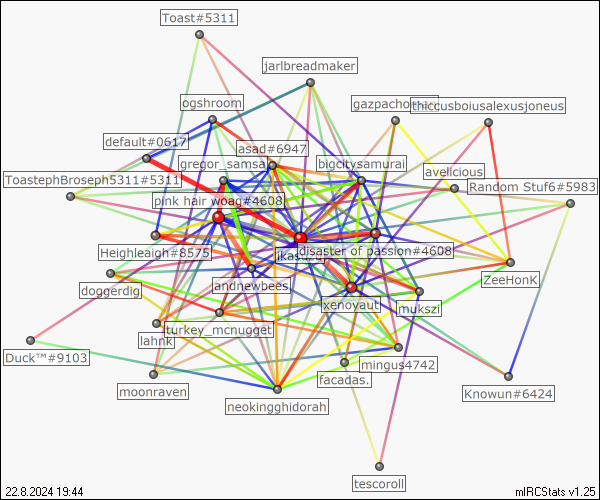 Toast#5311
jarlbreadmaker
ogshroom
gazpacho
thiccusboiusalexusjoneus
default#0617
asad#6947
gregor_samsa
bigcitysamurai
avelicious
ToastephBroseph5311#5311
Random Stuf6#5983
pink hair woag#4608
Heighleaigh#8575
disaster of passion#4608
andnewbees
ZeeHonK
doggerdig
xenovaut
mukszi
lahnk
turkey_mcnugget
Duck™#9103
mingus4742
facadas.
moonraven
Knowun#6424
neokingghidorah
tescoroll
22.8.2024 19:44
mIRCStats v1.25